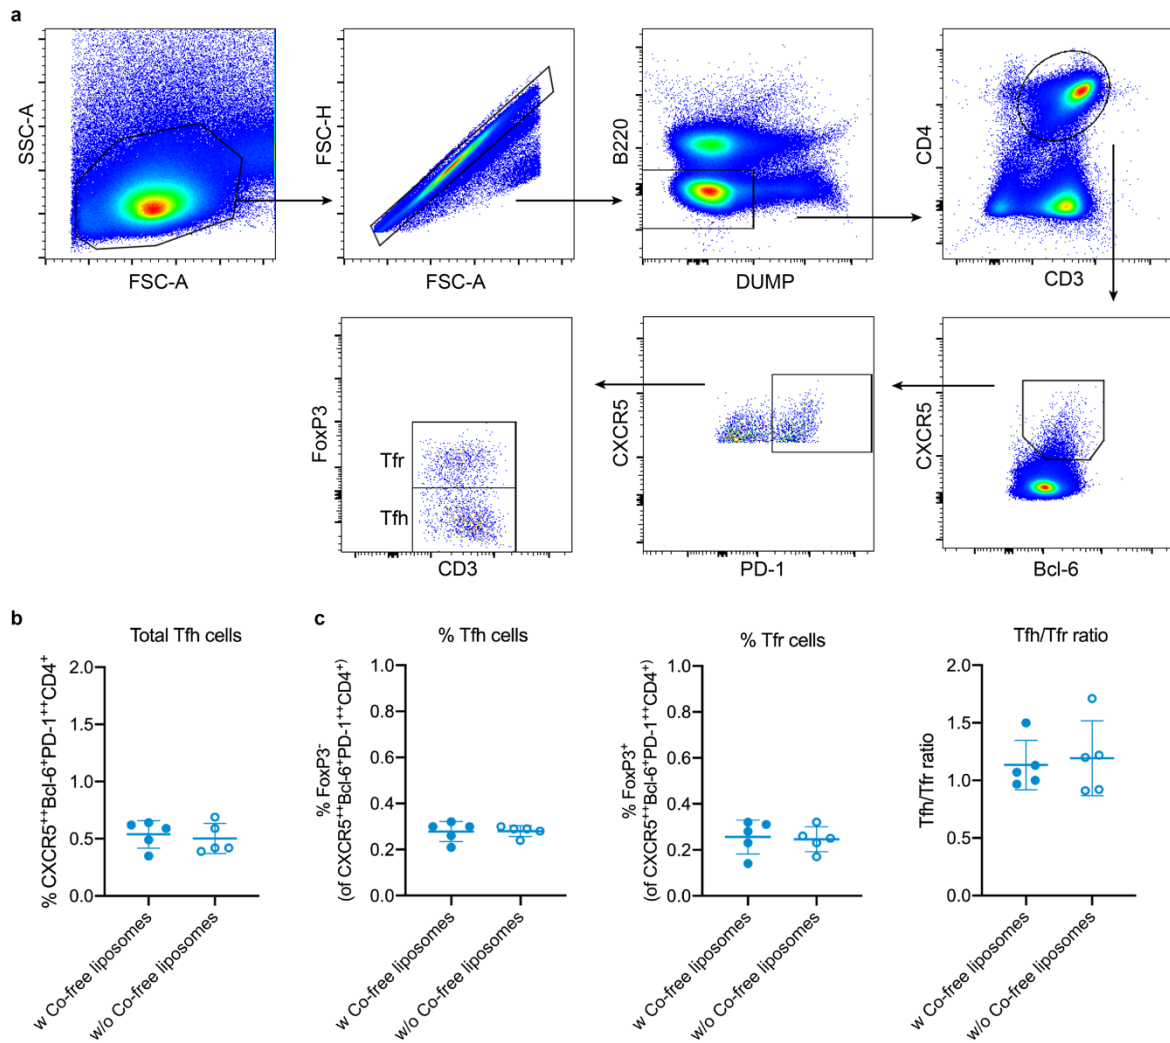 a
SSC-A
FSC-A
FSC-H
FSC-A
B220
DUMP
CD4
CD3
FoxP3
Tfr
Tfh
CD3
CXCR5
PD-1
CXCR5
Bcl-6
b
Total Tfh cells
% CXCR5++Bcl-6+PD-1++CD4+
2.0
1.5
1.0
0.5
0.0
w Co-free liposomes
w/o Co-free liposomes
c
% Tfh cells
% FoxP3-
(of CXCR5++Bcl-6+PD-1++CD4+)
1.0
0.8
0.6
0.4
0.2
0.0
w Co-free liposomes
w/o Co-free liposomes
% Tfr cells
% FoxP3+
(of CXCR5++Bcl-6+PD-1++CD4+)
1.0
0.8
0.6
0.4
0.2
0.0
w Co-free liposomes
w/o Co-free liposomes
Tfh/Tfr ratio
Tfh/Tfr ratio
2.0
1.5
1.0
0.5
0.0
w Co-free liposomes
w/o Co-free liposomes